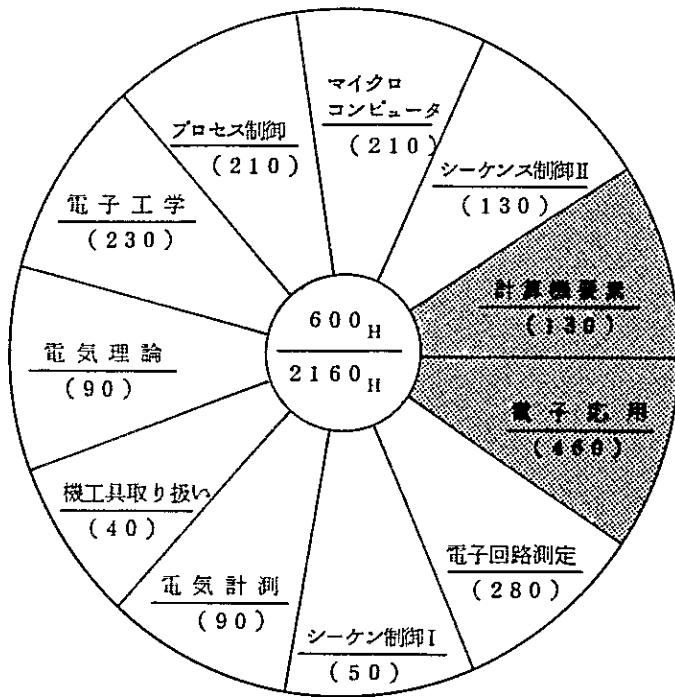 マイクロ
コンピュータ
(210)
シーケンス制御Ⅱ
(130)
計算機要素
(130)
電子応用
(460)
電子回路測定
(280)
シーケン制御Ⅰ
(50)
電気計測
(90)
機工具取り扱い
(40)
電気理論
(90)
電子工学
(230)
プロセス制御
(210)
600H
2160H